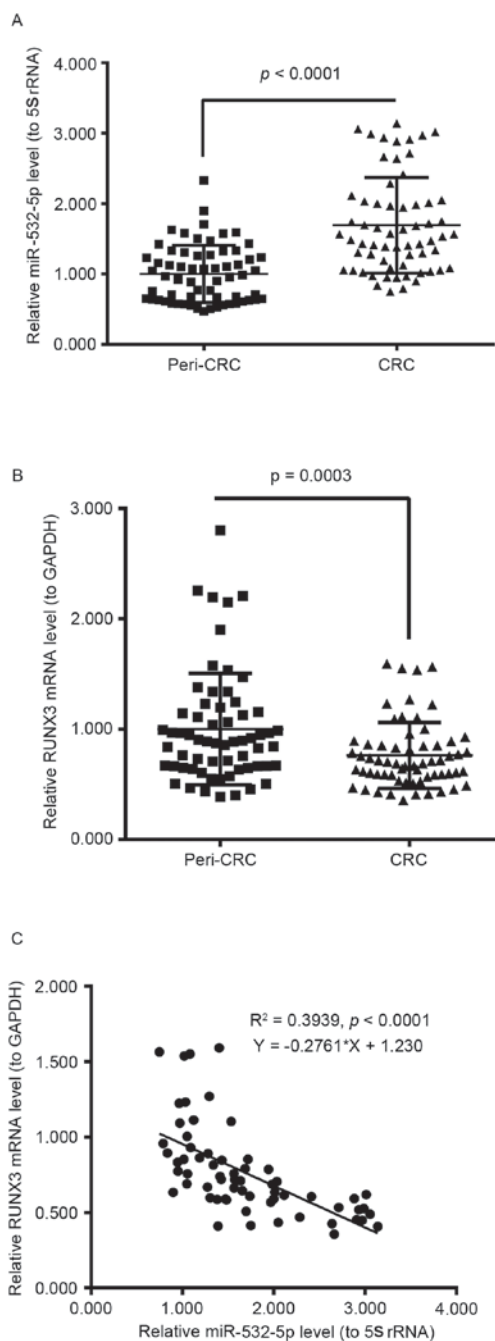 A
Relative miR-532-5p level (to 5S rRNA)
4.000
3.000
2.000
1.000
0.000
p < 0.0001
Peri-CRC
CRC
B
Relative RUNX3 mRNA level (to GAPDH)
3.000
2.000
1.000
0.000
p = 0.0003
Peri-CRC
CRC
C
Relative RUNX3 mRNA level (to GAPDH)
2.000
1.500
1.000
0.500
0.000
R² = 0.3939, p < 0.0001
Y = -0.2761*X + 1.230
0.000 1.000 2.000 3.000 4.000
Relative miR-532-5p level (to 5S rRNA)